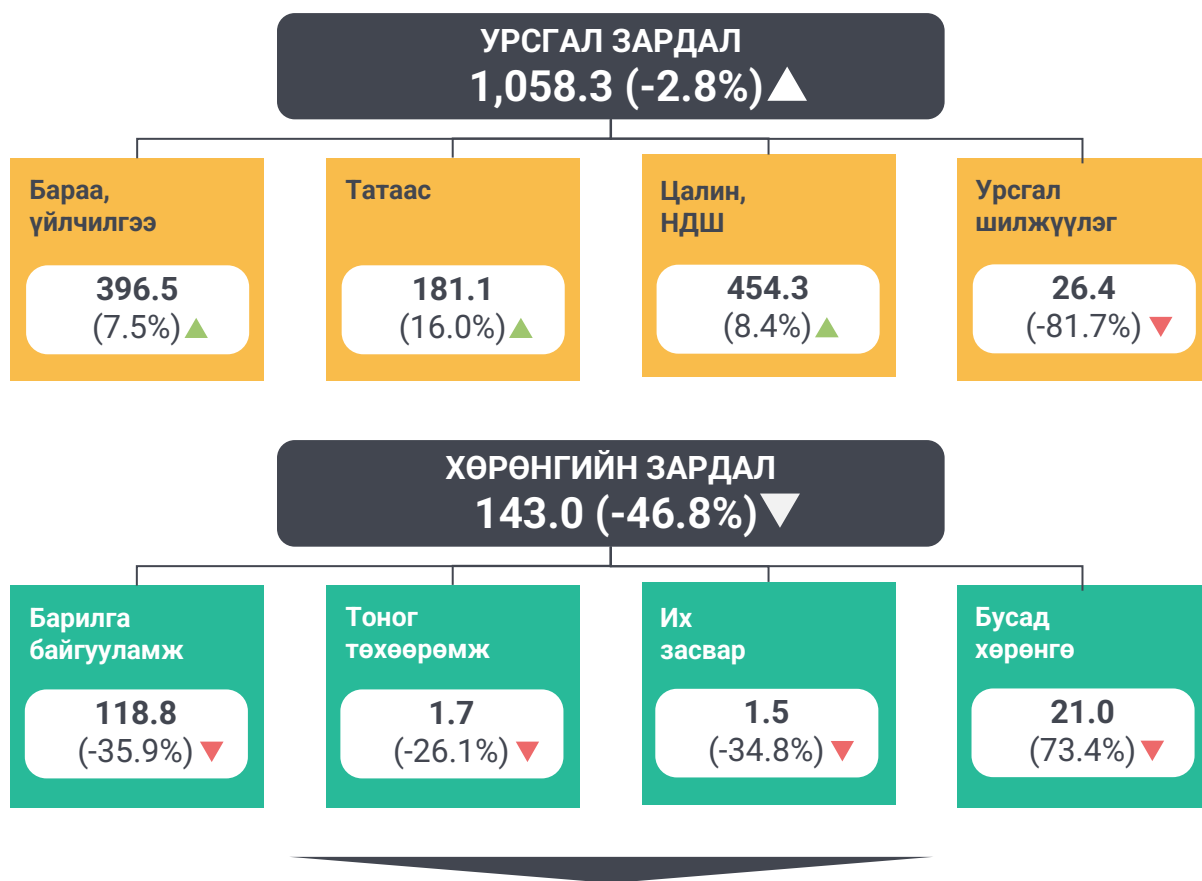 УРСГАЛ ЗАРДАЛ
1,058.3 (-2.8%)
Бараа,
үйлчилгээ
396.5
(7.5%)
Татаас
181.1
(16.0%)
Цалин,
НДШ
454.3
(8.4%)
Урсгал
шилжүүлэг
26.4
(-81.7%)
ХӨРӨНГИЙН ЗАРДАЛ
143.0 (-46.8%)
Барилга
байгууламж
118.8
(-35.9%)
Тоног
төхөөрөмж
1.7
(-26.1%)
Их
засвар
1.5
(-34.8%)
Бусад
хөрөнгө
21.0
(73.4%)